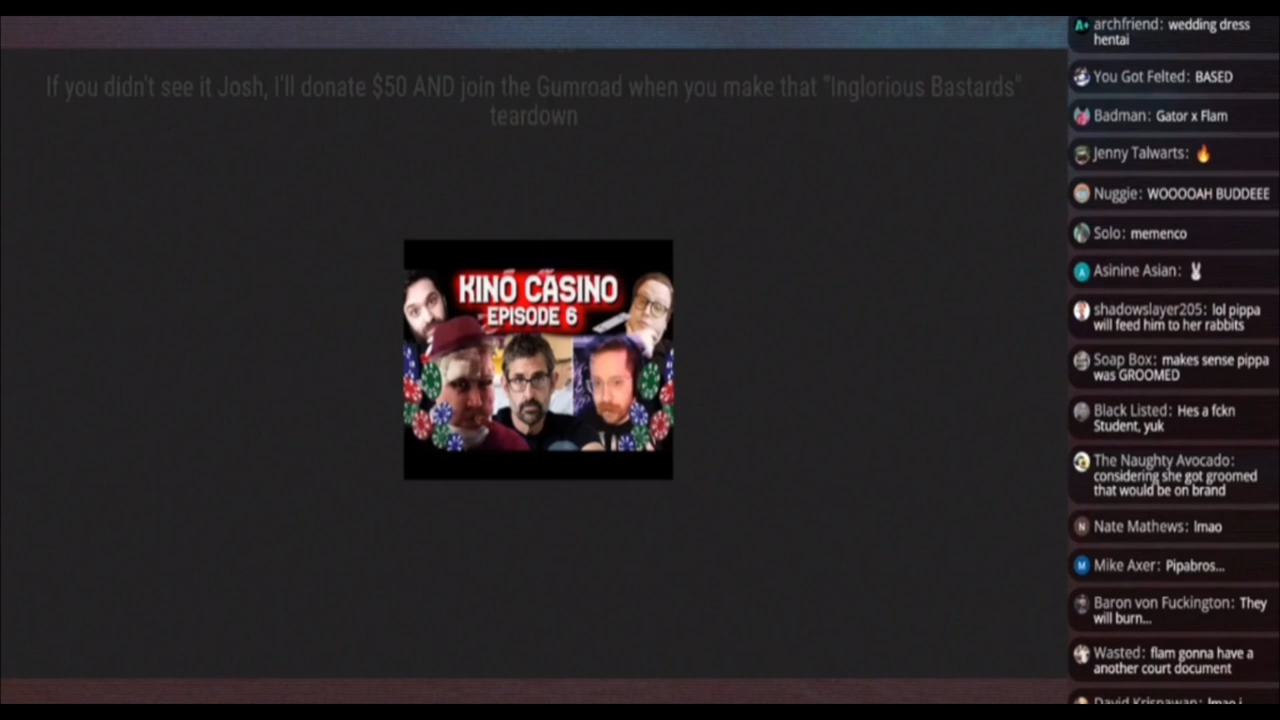 If you didn't see it Josh, I'll donate $50 AND join the Gumroad when you make that "Inglorious Bastards"
teardown
KINO CASINO
EPISODE 6
archfriend: wedding dress
hentai
You Got Felted: BASED
Badman: Gator x Flam
Jenny Talwarts: 🔥
Nuggie: WOOOOAH BUDDEEE
Solo: memenco
Asinine Asian: 🐰
shadowslayer205: lol pippa
will feed him to her rabbits
Soap Box: makes sense pippa
was GROOMED
Black Listed: Hes a fckn
Student, yuk
The Naughty Avocado:
considering she got groomed
that would be on brand
Nate Mathews: lmao
Mike Axer: Pipabros...
Baron von Fuckington: They
will burn...
Wasted: flam gonna have a
another court document
David Krisnawan: lmao i